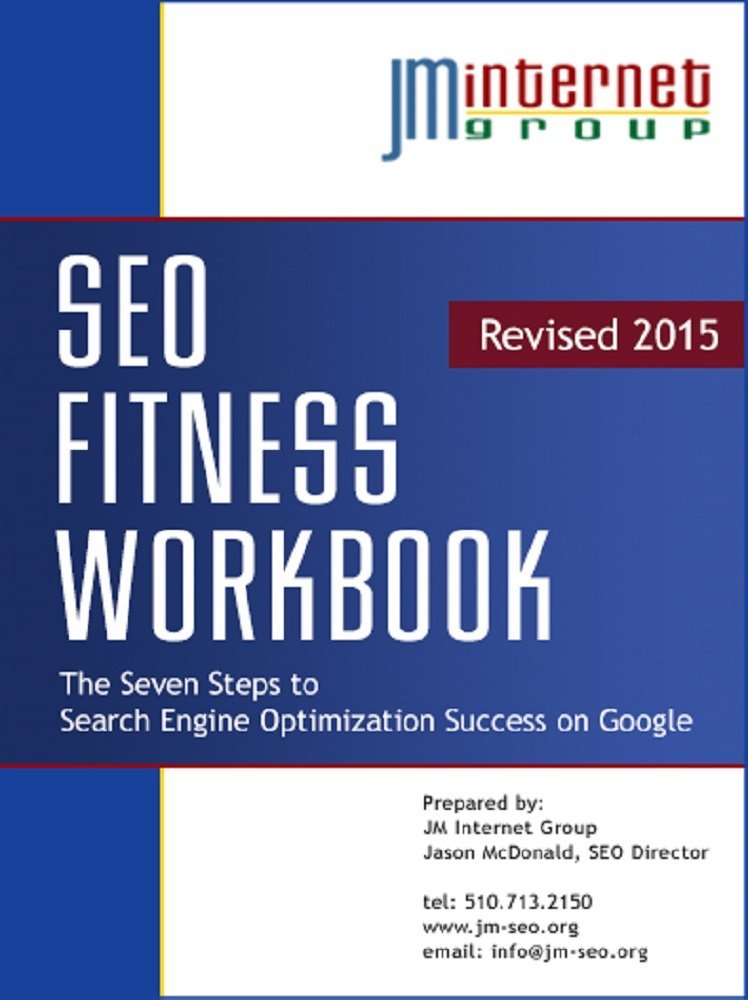 JM internet
group
SEO
Revised 2015
FITNESS
WORKBOOK
The Seven Steps to
Search Engine Optimization Success on Google
Prepared by:
JM Internet Group
Jason McDonald, SEO Director
tel: 510.713.2150
www.jm-seo.org
email: info@jm-seo.org